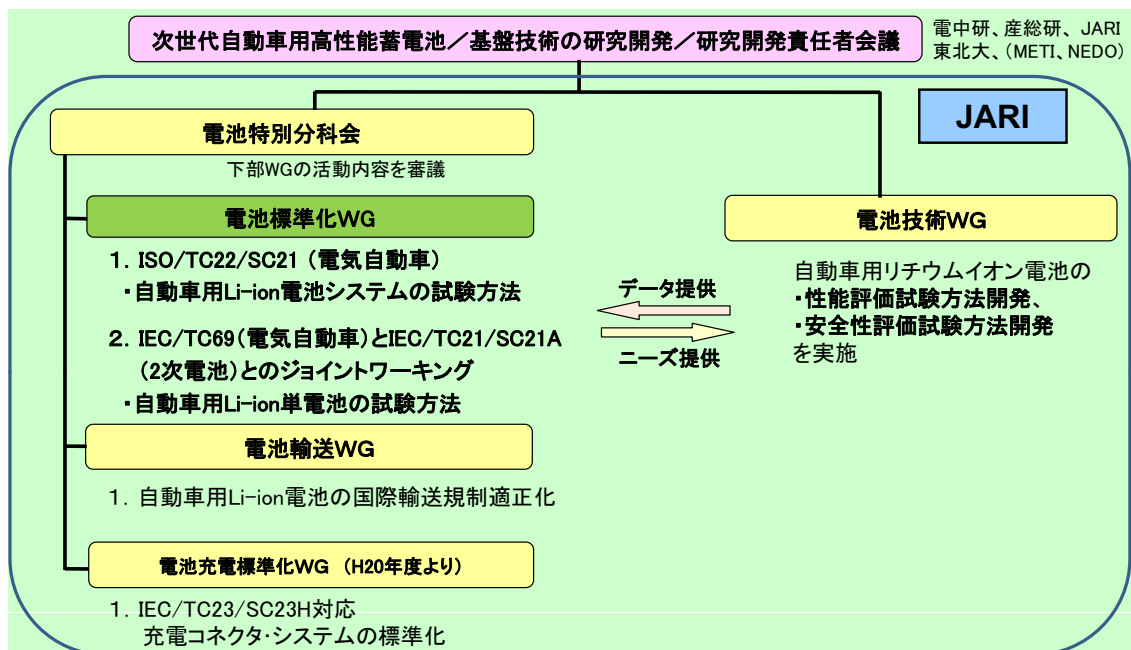 次世代自動車用高性能蓄電池／基盤技術の研究開発／研究開発責任者会議
電中研、産総研、 JARI
東北大、(METI、NEDO)
JARI
電池特別分科会
下部WGの活動内容を審議
電池標準化WG
1. ISO/TC22/SC21 (電気自動車)
・自動車用Li-ion電池システムの試験方法
2. IEC/TC69(電気自動車)とIEC/TC21/SC21A
(2次電池)とのジョイントワーキング
・自動車用Li-ion単電池の試験方法
データ提供
ニーズ提供
電池技術WG
自動車用リチウムイオン電池の
・性能評価試験方法開発、
・安全性評価試験方法開発
を実施
電池輸送WG
1. 自動車用Li-ion電池の国際輸送規制適正化
電池充電標準化WG (H20年度より)
1. IEC/TC23/SC23H対応
充電コネクタ・システムの標準化